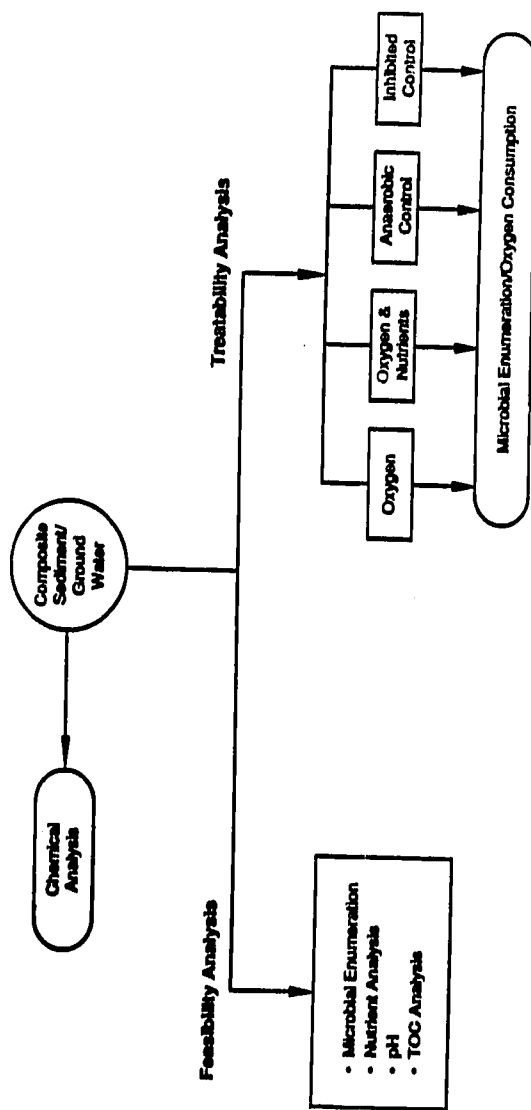 Composite
Sediment/
Ground
Water
Chemical
Analysis
Feasibility Analysis
Treatability Analysis
• Microbial Enumeration
• Nutrient Analysis
• pH
• TOC Analysis
Oxygen
Oxygen &
Nutrients
Anaerobic
Control
Inhibited
Control
Microbial Enumeration/Oxygen Consumption